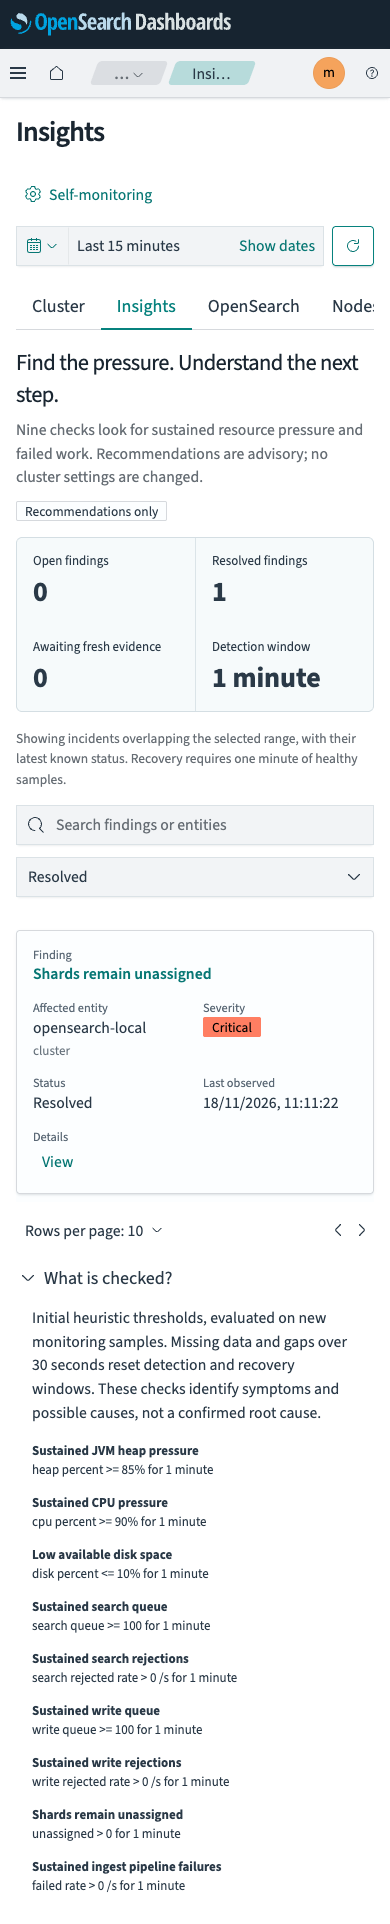 OpenSearch Dashboards
...
Insi...
m
Insights
Self-monitoring
Last 15 minutes
Show dates
Cluster
Insights
OpenSearch
Nodes
Find the pressure. Understand the next
step.
Nine checks look for sustained resource pressure and
failed work. Recommendations are advisory; no
cluster settings are changed.
Recommendations only
Open findings
0
Resolved findings
1
Awaiting fresh evidence
0
Detection window
1 minute
Showing incidents overlapping the selected range, with their
latest known status. Recovery requires one minute of healthy
samples.
Search findings or entities
Resolved
Finding
Shards remain unassigned
Affected entity
opensearch-local
cluster
Severity
Critical
Status
Resolved
Last observed
18/11/2026, 11:11:22
Details
View
Rows per page: 10
What is checked?
Initial heuristic thresholds, evaluated on new
monitoring samples. Missing data and gaps over
30 seconds reset detection and recovery
windows. These checks identify symptoms and
possible causes, not a confirmed root cause.
Sustained JVM heap pressure
heap percent >= 85% for 1 minute
Sustained CPU pressure
cpu percent >= 90% for 1 minute
Low available disk space
disk percent <= 10% for 1 minute
Sustained search queue
search queue >= 100 for 1 minute
Sustained search rejections
search rejected rate > 0 /s for 1 minute
Sustained write queue
write queue >= 100 for 1 minute
Sustained write rejections
write rejected rate > 0 /s for 1 minute
Shards remain unassigned
unassigned > 0 for 1 minute
Sustained ingest pipeline failures
failed rate > 0 /s for 1 minute